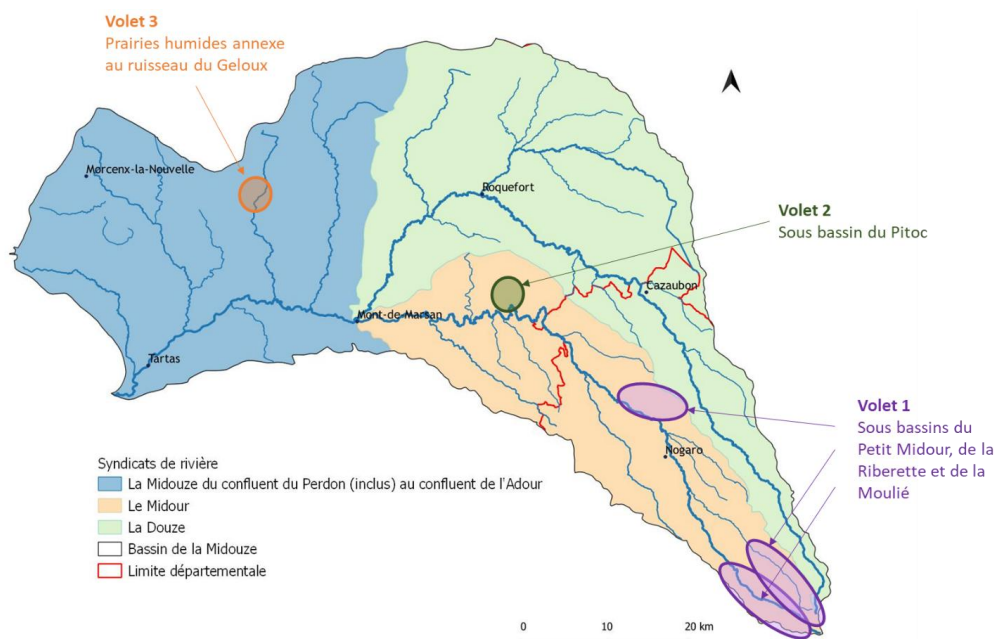 Volet 3
Prairies humides annexe
au ruisseau du Geloux
Morcenx-la-Nouvelle
Roquefort
Volet 2
Sous bassin du Pitoc
Cazaubon
Mont-de-Marsan
Tartas
Volet 1
Sous bassins du
Petit Midour, de la
Riberette et de la
Moulié
Nogaro
Syndicats de rivière
La Midouze du confluent du Perdon (inclus) au confluent de l'Adour
Le Midour
La Douze
Bassin de la Midouze
Limite départementale
0 10 20 km